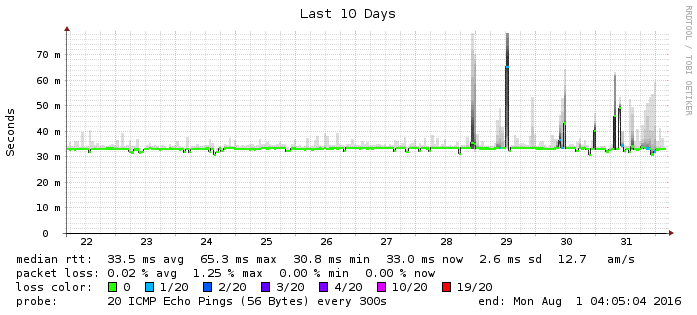 Last 10 Days
RRDTOOL / TOBI OETIKER
Seconds
70 m
60 m
50 m
40 m
30 m
20 m
10 m
0
22 23 24 25 26 27 28 29 30 31
median rtt: 33.5 ms avg 65.3 ms max 30.8 ms min 33.0 ms now 2.6 ms sd 12.7 am/s
packet loss: 0.02 % avg 1.25 % max 0.00 % min 0.00 % now
loss color: 0 1/20 2/20 3/20 4/20 10/20 19/20
probe: 20 ICMP Echo Pings (56 Bytes) every 300s end: Mon Aug 1 04:05:04 2016